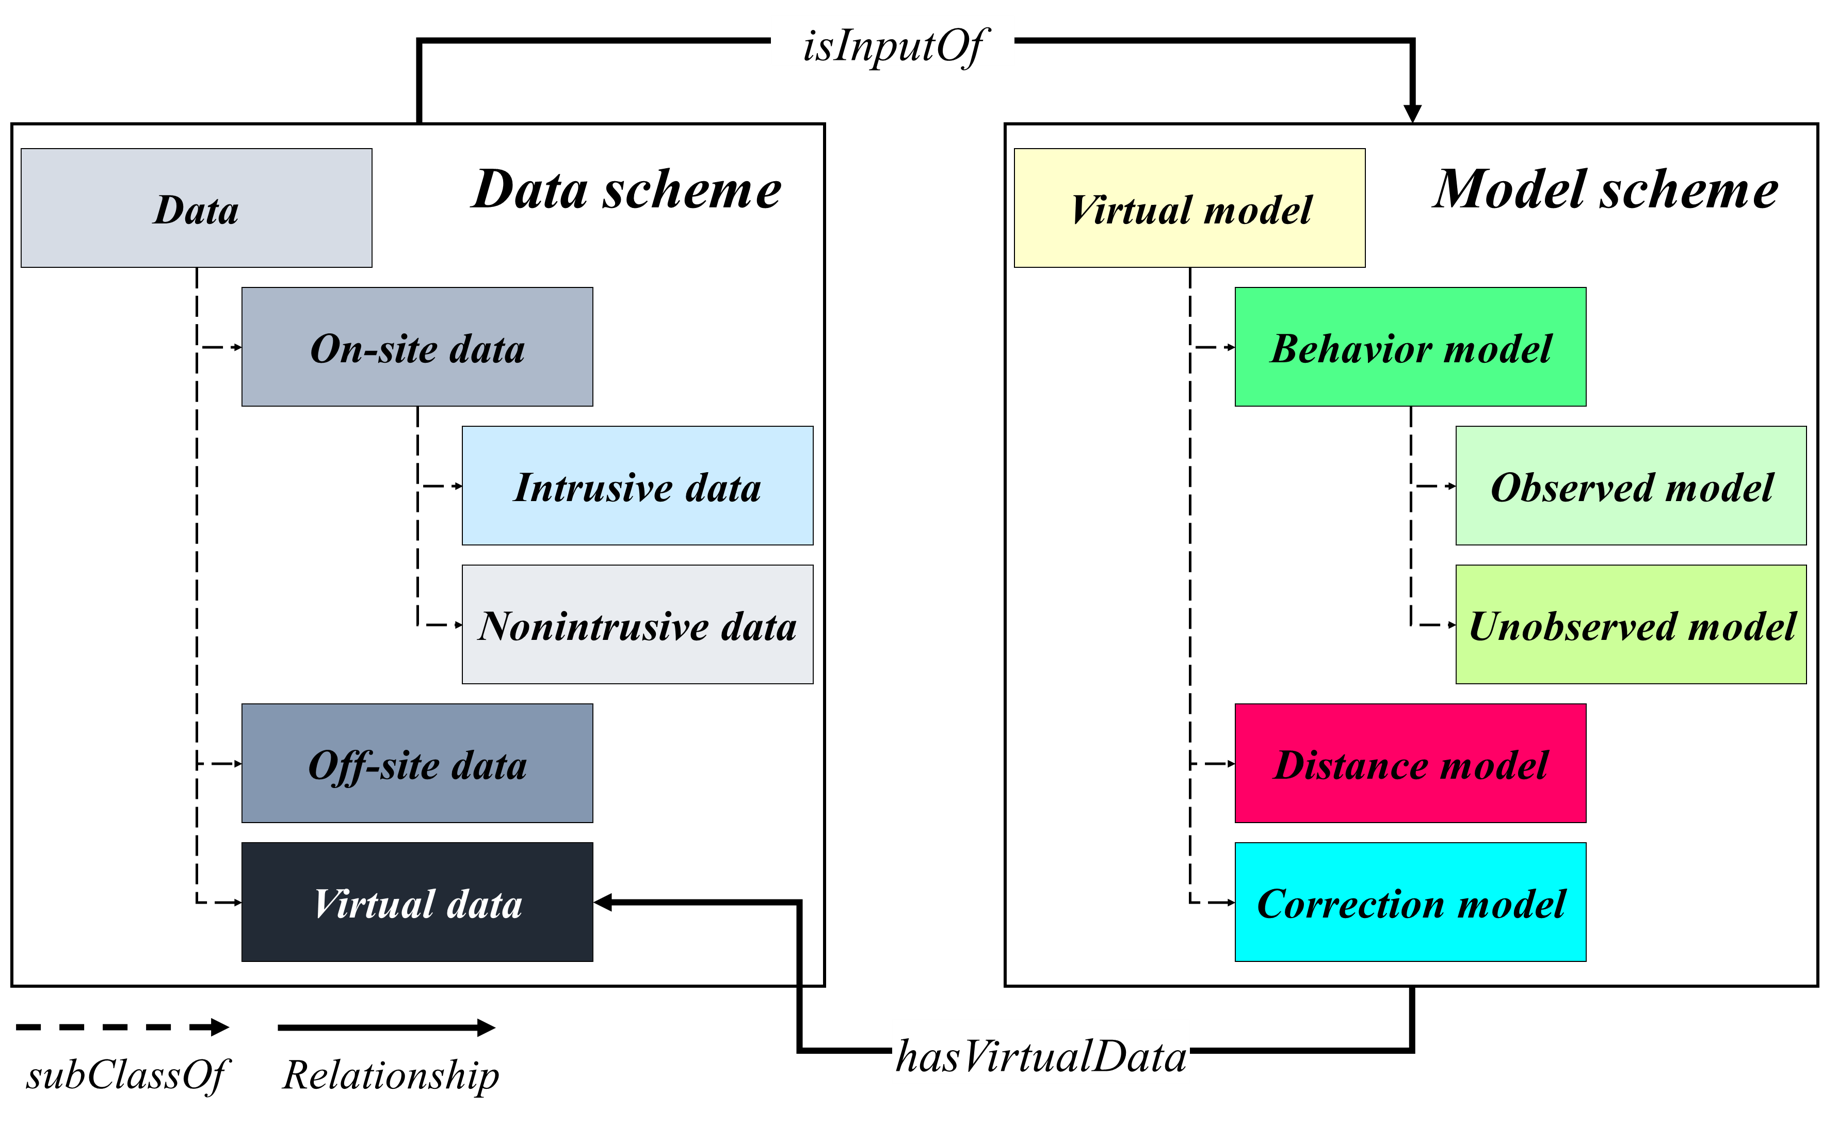 isInputOf
Data scheme
Data
On-site data
Intrusive data
Nonintrusive data
Off-site data
Virtual data
Model scheme
Virtual model
Behavior model
Observed model
Unobserved model
Distance model
Correction model
hasVirtualData
subClassOf
Relationship